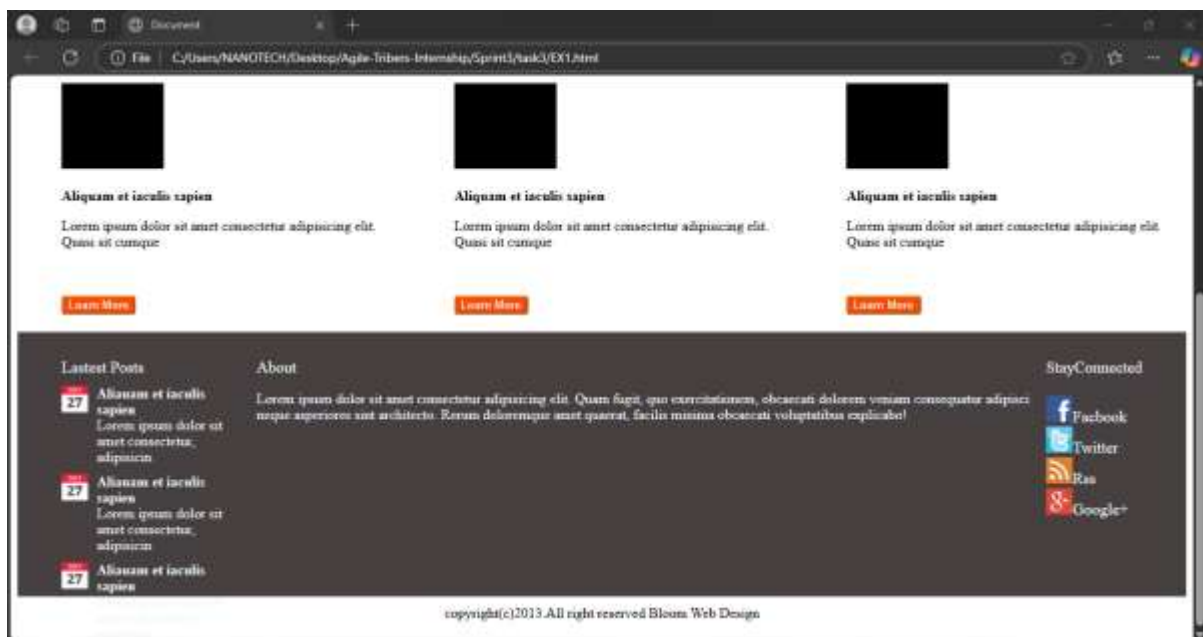 Document
File C:/Users/NANOTECH/Desktop/Agile-Tribers-Internship/Sprint3/task3/EX1.html
Aliquam et iaculis sapien
Lorem ipsum dolor sit amet consectetur adipisicing elit.
Quasi sit cumque
Learn More
Aliquam et iaculis sapien
Lorem ipsum dolor sit amet consectetur adipisicing elit.
Quasi sit cumque
Learn More
Aliquam et iaculis sapien
Lorem ipsum dolor sit amet consectetur adipisicing elit.
Quasi sit cumque
Learn More
Lastest Posts
27
Aliauam et iaculis
sapien
Lorem ipsum dolor sit
amet consectetur,
adipisicin
27
Aliauam et iaculis
sapien
Lorem ipsum dolor sit
amet consectetur,
adipisicin
27
Aliauam et iaculis
sapien
About
Lorem ipsum dolor sit amet consectetur adipisicing elit. Quam fugit, quo exercitationem, obcaecati dolorem veniam consequatur adipisci
neque asperiores sint architecto. Rerum doloremque amet quaerat, facilis minima obcaecati voluptatibus explicabo!
StayConnected
Facbook
Twitter
Rss
Google+
copyright(c)2013.All right reserved Bloom Web Design